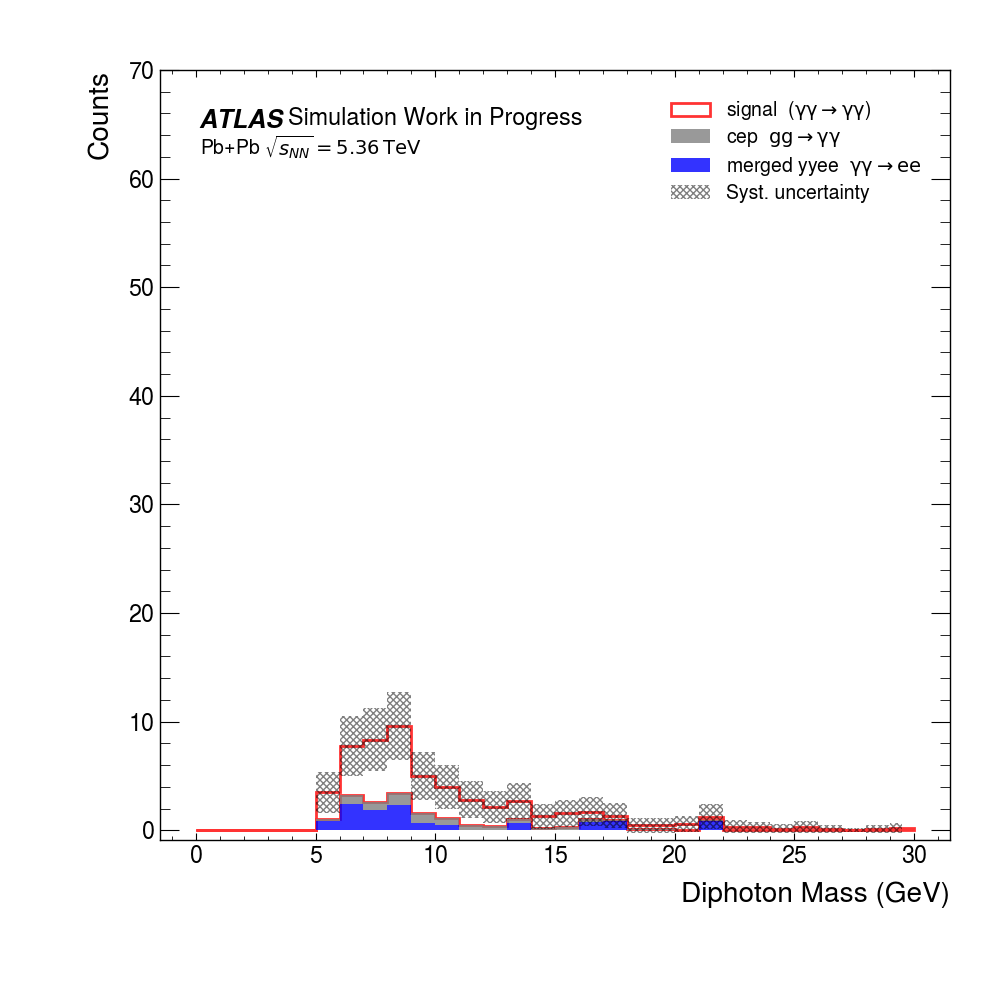 Counts
70
60
50
40
30
20
10
0
ATLAS Simulation Work in Progress
Pb+Pb √sNN = 5.36 TeV
signal (γγ→γγ)
cep gg→γγ
merged yyee γγ→ee
Syst. uncertainty
0 5 10 15 20 25 30
Diphoton Mass (GeV)